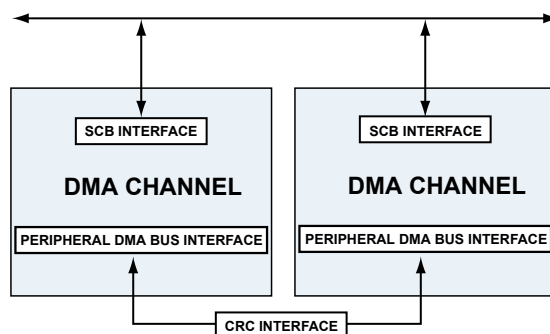 SCB INTERFACE
SCB INTERFACE
DMA CHANNEL
DMA CHANNEL
PERIPHERAL DMA BUS INTERFACE
PERIPHERAL DMA BUS INTERFACE
CRC INTERFACE